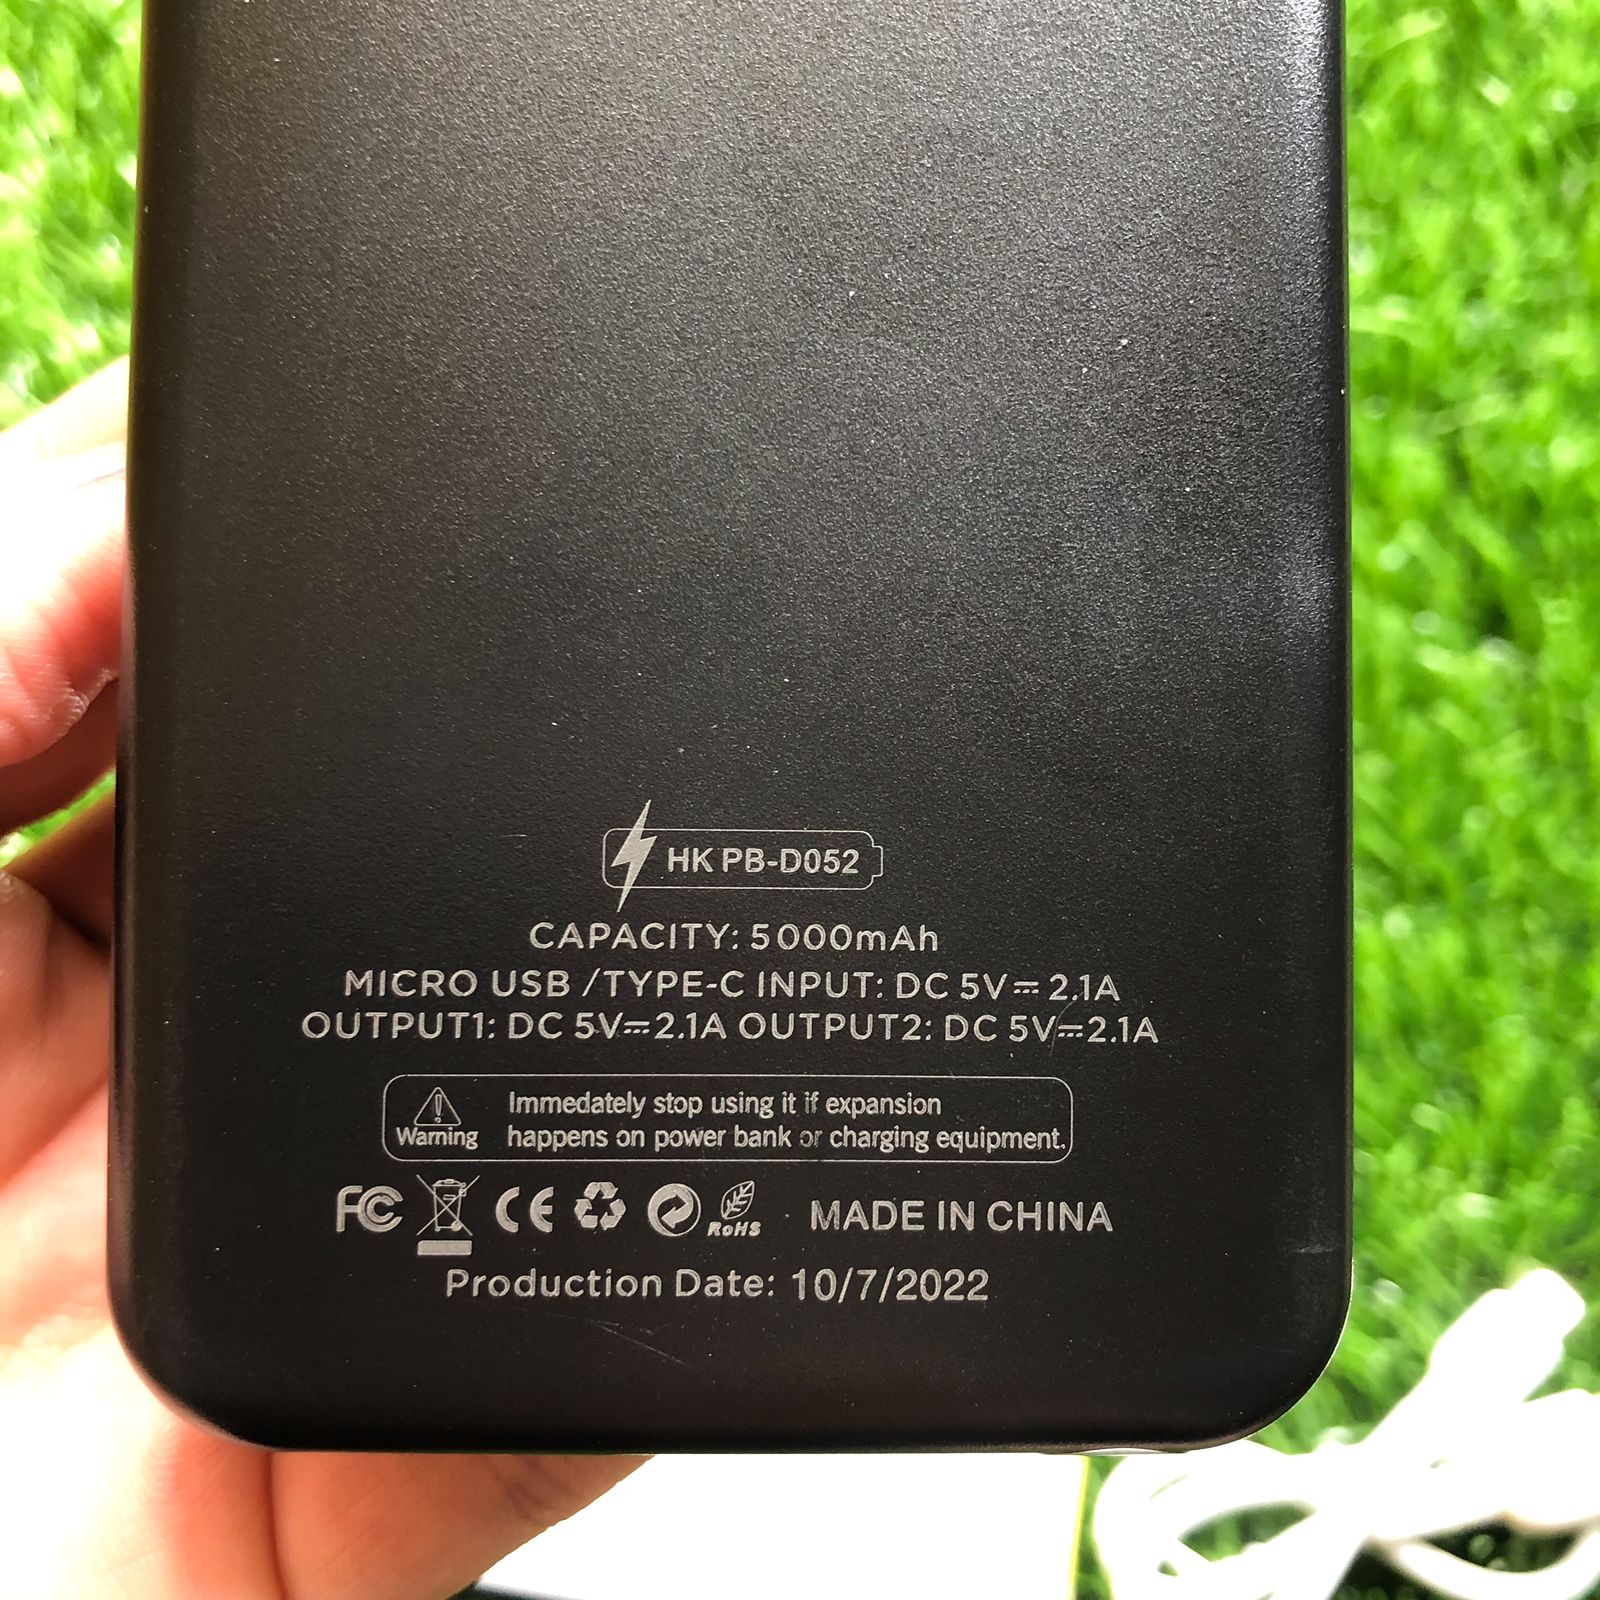 HK PB-D052
CAPACITY: 5000mAh
MICRO USB /TYPE-C INPUT: DC 5V⎓2.1A
OUTPUT1: DC 5V⎓2.1A OUTPUT2: DC 5V⎓2.1A
Immedately stop using it if expansion
Warning happens on power bank or charging equipment.
FC CE RoHS MADE IN CHINA
Production Date: 10/7/2022